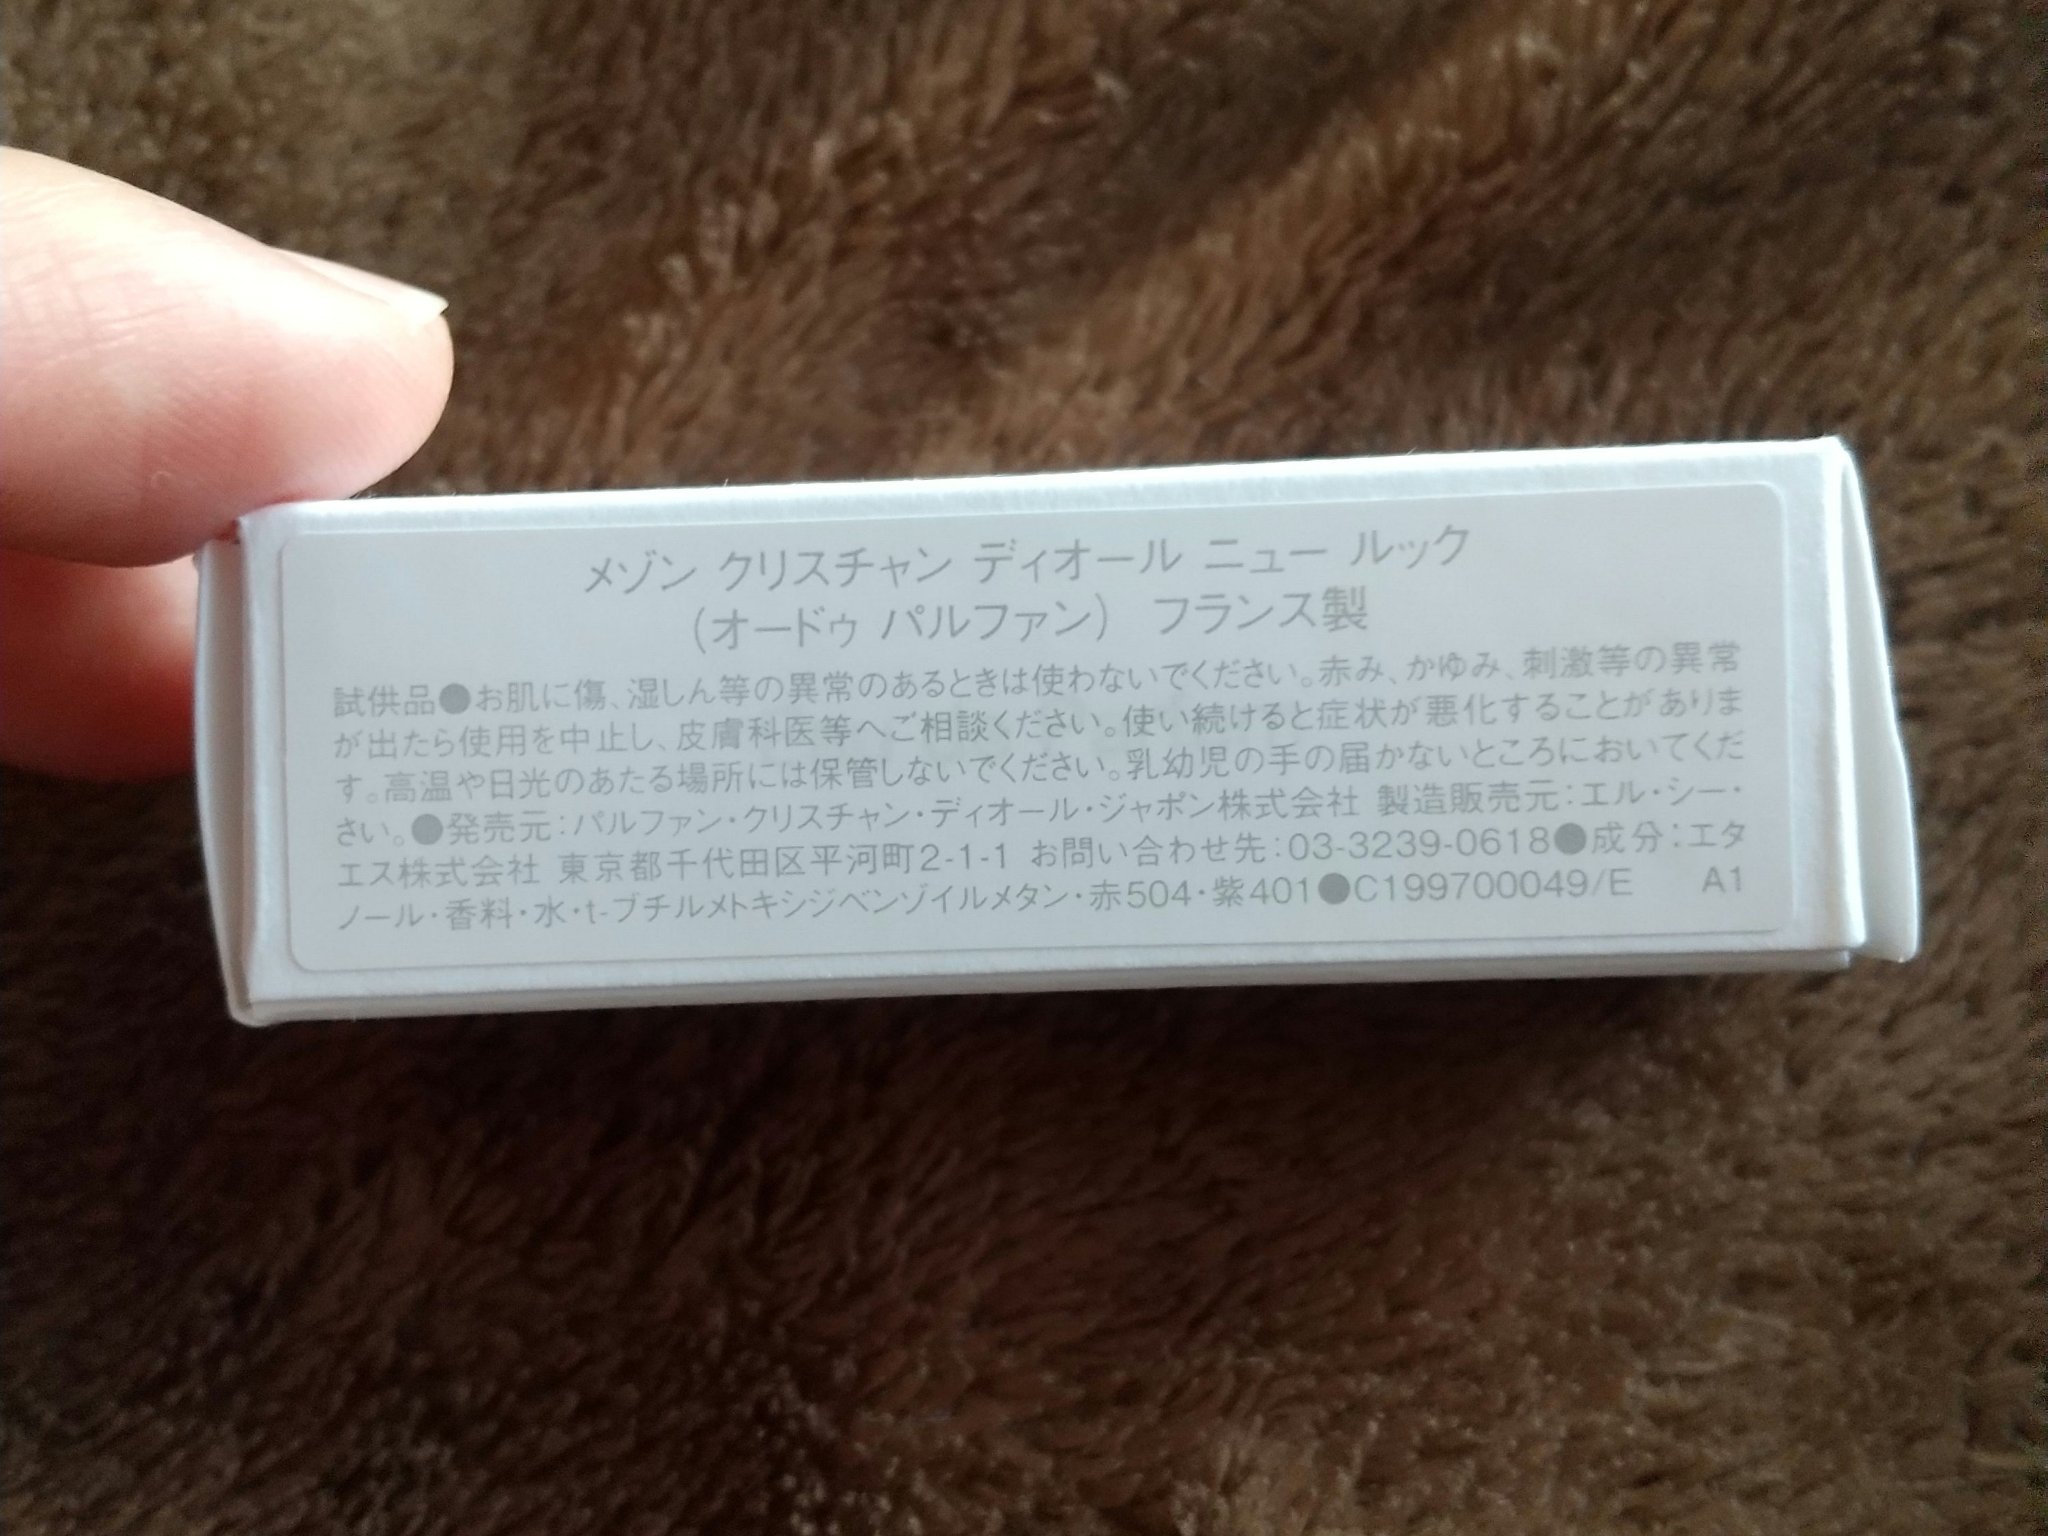 メゾン クリスチャン ディオール ニュー ルック
(オードゥ パルファン) フランス製
試供品●お肌に傷、湿しん等の異常のあるときは使わないでください。赤み、かゆみ、刺激等の異常
が出たら使用を中止し、皮膚科医等へご相談ください。使い続けると症状が悪化することがありま
す。高温や日光のあたる場所には保管しないでください。乳幼児の手の届かないところにおいてくだ
さい。●発売元:パルファン・クリスチャン・ディオール・ジャポン株式会社 製造販売元:エル・シー・
エス株式会社 東京都千代田区平河町2-1-1 お問い合わせ先:03-3239-0618●成分:エタ
ノール・香料・水・t-ブチルメトキシジベンゾイルメタン・赤504・紫401●C199700049/E A1